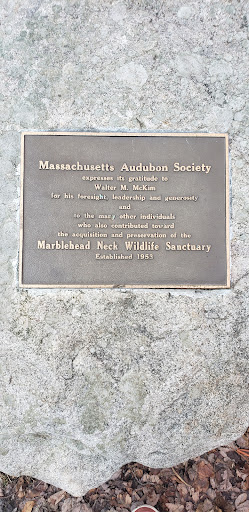 Massachusetts Audubon Society
expresses its gratitude to
Walter M. McKim
for his foresight, leadership and generosity
and
to the many other individuals
who also contributed toward
the acquisition and preservation of the
Marblehead Neck Wildlife Sanctuary
Established 1953